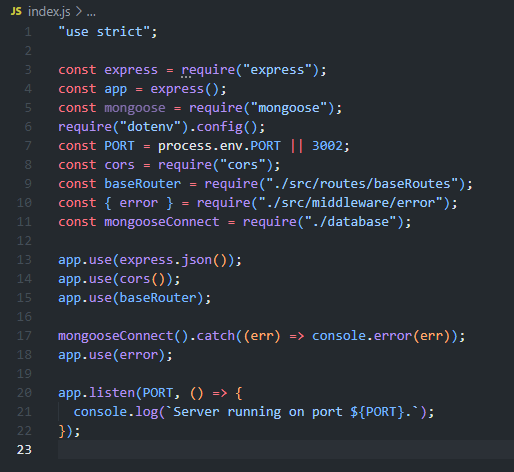 JS index.js > ...
1 "use strict";
2
3 const express = require("express");
4 const app = express();
5 const mongoose = require("mongoose");
6 require("dotenv").config();
7 const PORT = process.env.PORT || 3002;
8 const cors = require("cors");
9 const baseRouter = require("./src/routes/baseRoutes");
10 const { error } = require("./src/middleware/error");
11 const mongooseConnect = require("./database");
12
13 app.use(express.json());
14 app.use(cors());
15 app.use(baseRouter);
16
17 mongooseConnect().catch((err) => console.error(err));
18 app.use(error);
19
20 app.listen(PORT, () => {
21   console.log(`Server running on port ${PORT}.`);
22 });
23